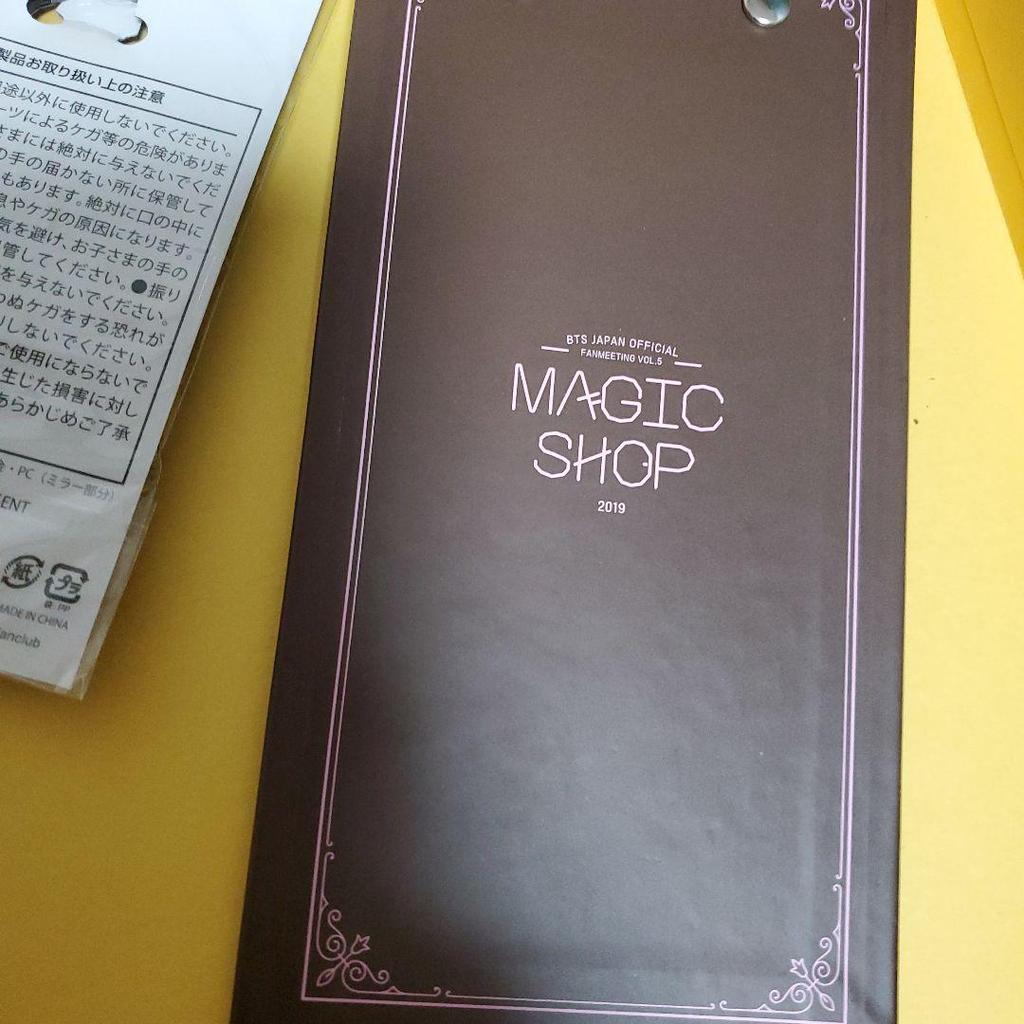 製品お取り扱い上の注意
途以外に使用しないでください。
ーツによるケガ等の危険がありま
さまには絶対に与えないでくだ
の手の届かない所に保管して
もあります。絶対に口の中に
息やケガの原因になります。
気を避け、お子さまの手の
管してください。●振り
を与えないでください。
わぬケガをする恐れが
りしないでください。
ご使用にならないで
生じた損害に対し
あらかじめご了承
・PC（ミラー部分）
ENT
紙
プラ
袋 PP
MADE IN CHINA
fanclub
BTS JAPAN OFFICIAL
FANMEETING VOL.5
MAGIC
SHOP
2019